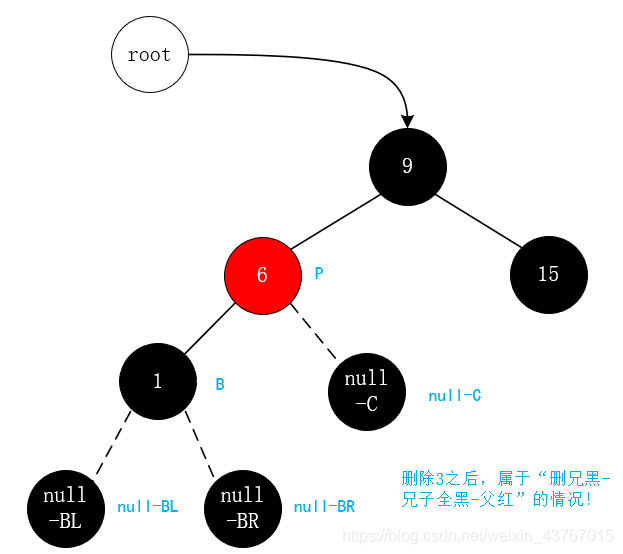 root
9
6
P
15
1
B
null
-C
null-C
null
-BL
null-BL
null
-BR
null-BR
删除3之后，属于“删兄黑-
兄子全黑-父红”的情况！
https://blog.csdn.net/weixin_43767015